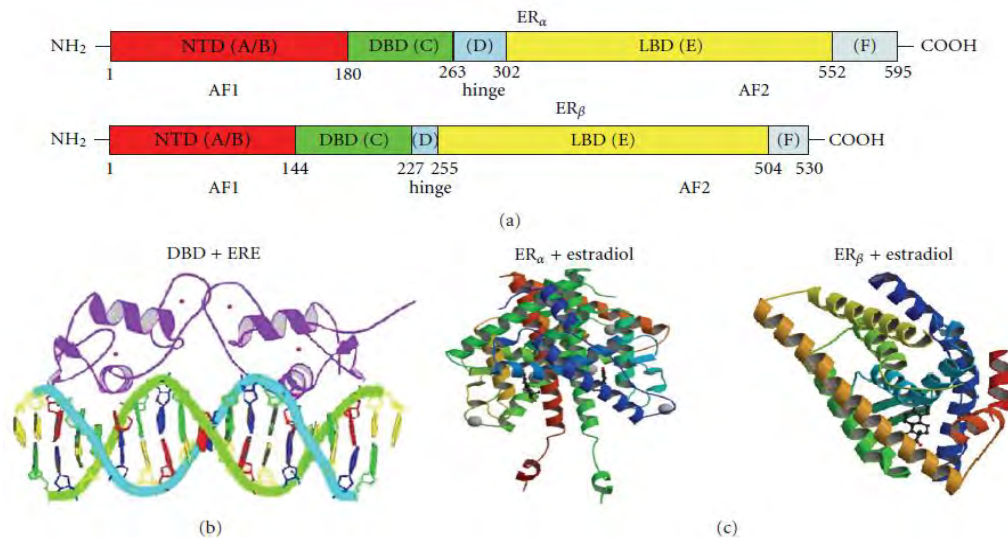 ERα
NH₂ NTD (A/B) DBD (C) (D) LBD (E) (F) COOH
1 180 263 302 552 595
AF1 hinge AF2
ERβ
NH₂ NTD (A/B) DBD (C) (D) LBD (E) (F) COOH
1 144 227 255 504 530
AF1 hinge AF2
(a)
DBD + ERE ERα + estradiol ERβ + estradiol
(b) (c)